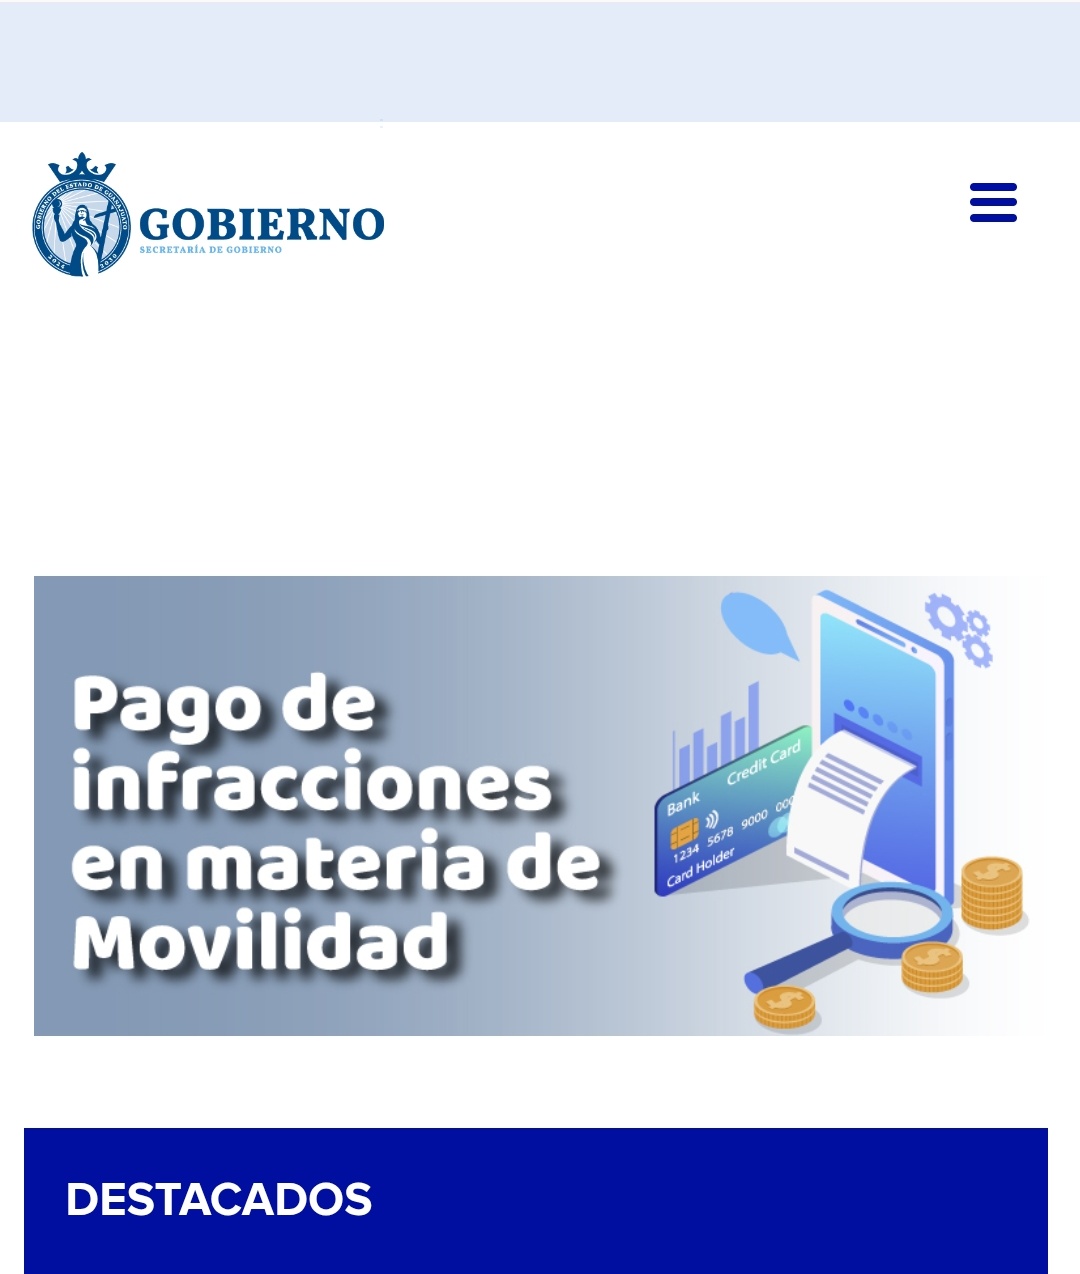 GOBIERNO DEL ESTADO DE GUANAJUATO
2024 2030
GOBIERNO
SECRETARÍA DE GOBIERNO
Pago de
infracciones
en materia de
Movilidad
Credit Card
Bank
1234 5678 9000 000
Card Holder
DESTACADOS